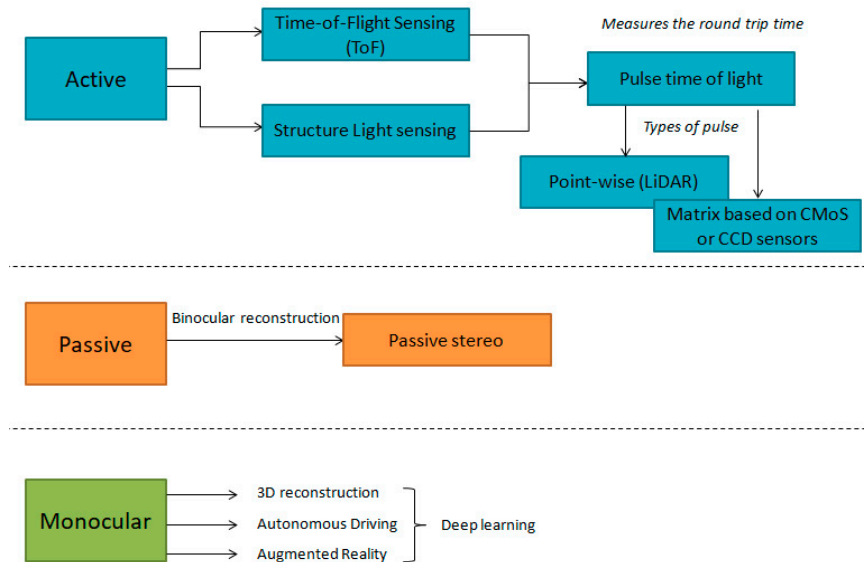 Active
Time-of-Flight Sensing
(ToF)
Structure Light sensing
Measures the round trip time
Pulse time of light
Types of pulse
Point-wise (LiDAR)
Matrix based on CMoS
or CCD sensors
Passive
Binocular reconstruction
Passive stereo
Monocular
3D reconstruction
Autonomous Driving
Augmented Reality
Deep learning